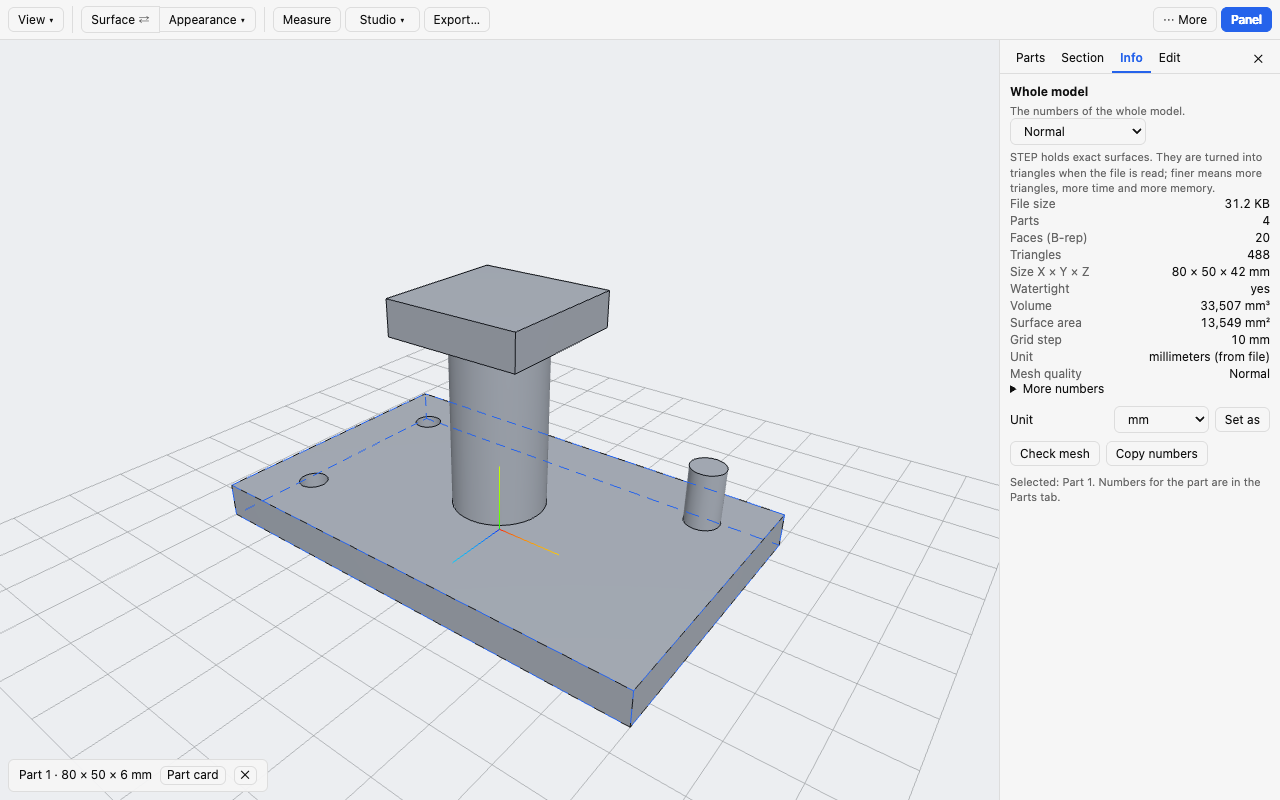 View ▾
Surface ⇄
Appearance ▾
Measure
Studio ▾
Export...
··· More
Panel
Parts
Section
Info
Edit
×
Whole model
The numbers of the whole model.
Normal
STEP holds exact surfaces. They are turned into
triangles when the file is read; finer means more
triangles, more time and more memory.
File size 31.2 KB
Parts 4
Faces (B-rep) 20
Triangles 488
Size X × Y × Z 80 × 50 × 42 mm
Watertight yes
Volume 33,507 mm³
Surface area 13,549 mm²
Grid step 10 mm
Unit millimeters (from file)
Mesh quality Normal
▶ More numbers
Unit mm Set as
Check mesh Copy numbers
Selected: Part 1. Numbers for the part are in the
Parts tab.
Part 1 · 80 × 50 × 6 mm Part card ×